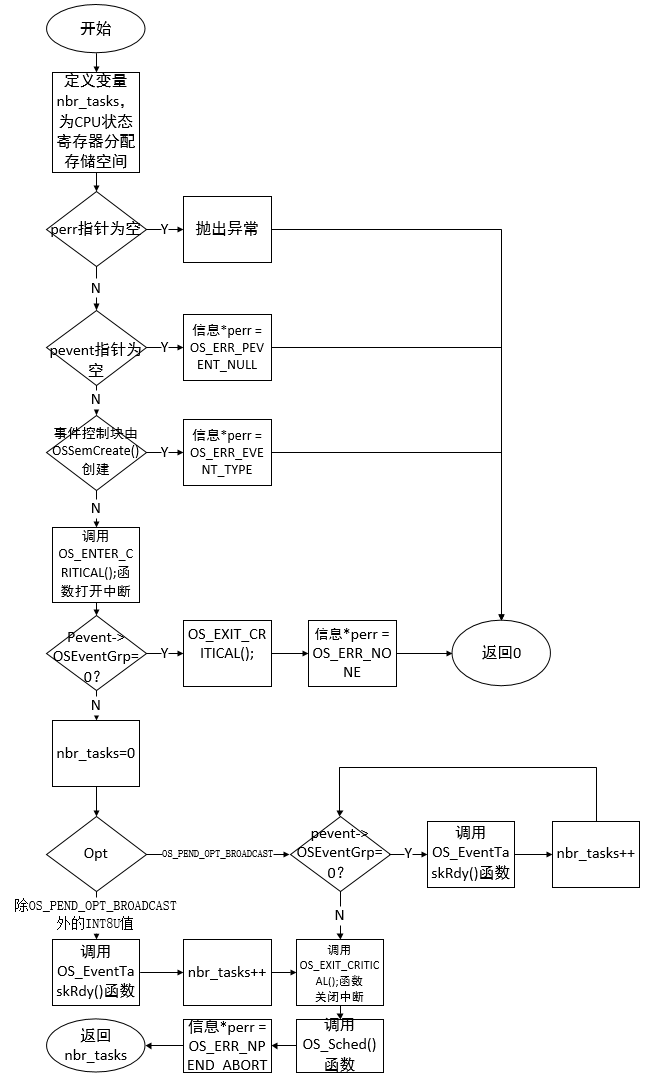 开始
定义变量
nbr_tasks，
为CPU状态
寄存器分配
存储空间
perr指针为空
Y
抛出异常
N
pevent指针为
空
Y
信息*perr =
OS_ERR_PEV
ENT_NULL
N
事件控制块由
OSSemCreate()
创建
Y
信息*perr =
OS_ERR_EVE
NT_TYPE
N
调用
OS_ENTER_C
RITICAL();函
数打开中断
Pevent->
OSEventGrp=
0？
Y
OS_EXIT_CR
ITICAL();
信息*perr =
OS_ERR_NO
NE
返回0
N
nbr_tasks=0
Opt
OS_PEND_OPT_BROADCAST
pevent->
OSEventGrp=
0？
Y
调用
OS_EventTa
skRdy()函数
nbr_tasks++
除OS_PEND_OPT_BROADCAST
外的INT8U值
N
调用
OS_EventTa
skRdy()函数
nbr_tasks++
调用
OS_EXIT_CRITIC
AL();函数
关闭中断
返回
nbr_tasks
信息*perr =
OS_ERR_NP
END_ABORT
调用
OS_Sched()
函数